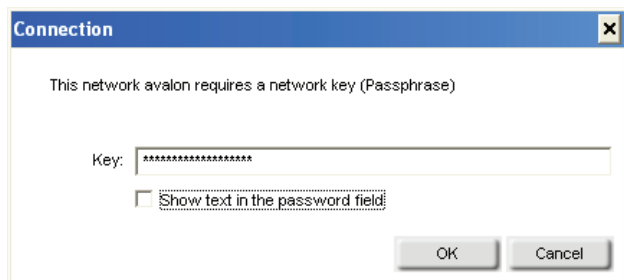 Connection
This network avalon requires a network key (Passphrase)
Key: *******************
Show text in the password field
OK Cancel